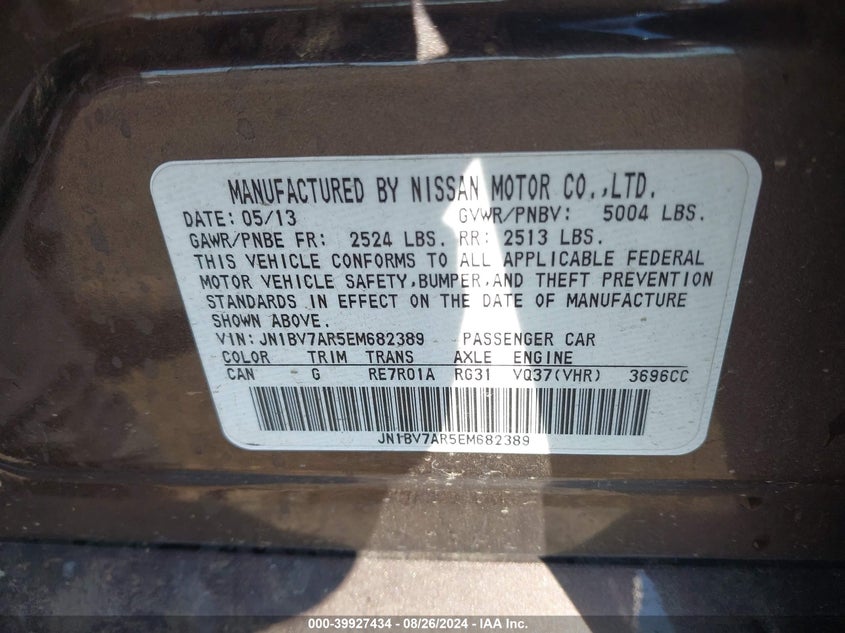 MANUFACTURED BY NISSAN MOTOR CO.,LTD.
DATE: 05/13 GVWR/PNBV: 5004 LBS.
GAWR/PNBE FR: 2524 LBS. RR: 2513 LBS.
THIS VEHICLE CONFORMS TO ALL APPLICABLE FEDERAL
MOTOR VEHICLE SAFETY,BUMPER,AND THEFT PREVENTION
STANDARDS IN EFFECT ON THE DATE OF MANUFACTURE
SHOWN ABOVE.
VIN: JN1BV7AR5EM682389 PASSENGER CAR
COLOR TRIM TRANS AXLE ENGINE
CAN G RE7R01A RG31 VQ37(VHR) 3696CC
JN1BV7AR5EM682389
000-39927434 - 08/26/2024 - IAA Inc.